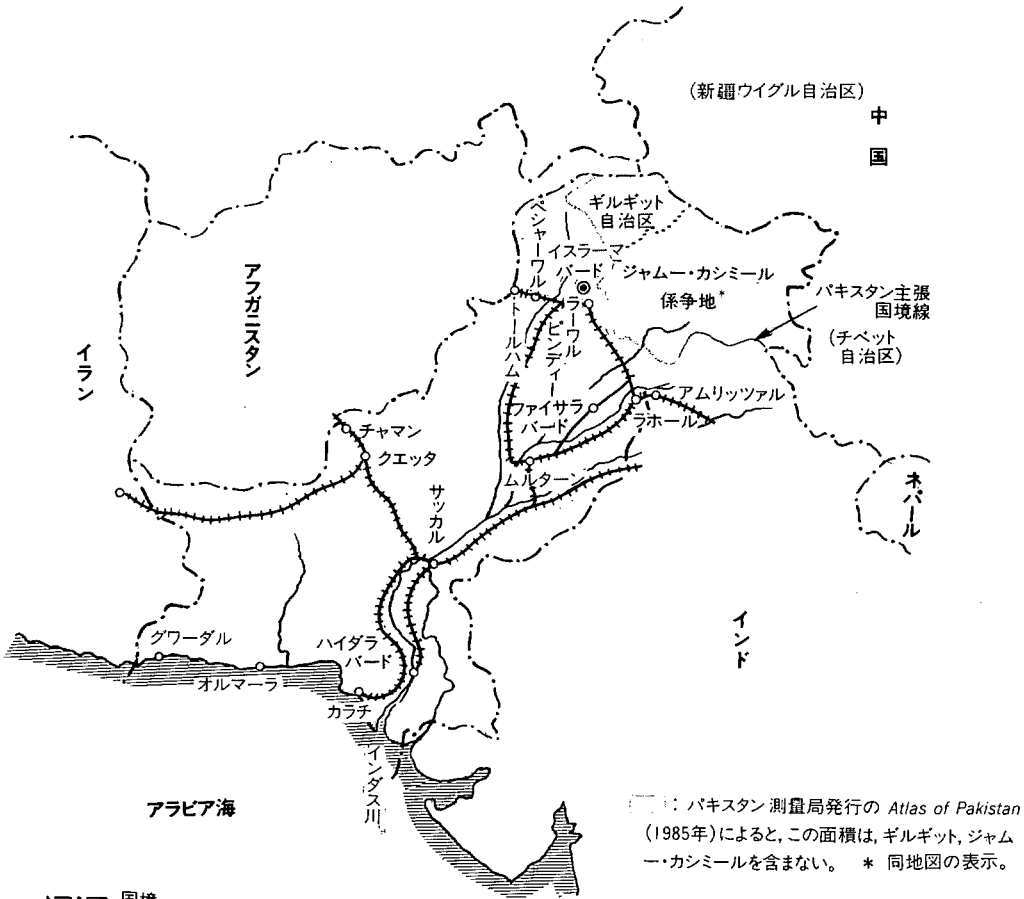 (新疆ウイグル自治区)
中国
ギルギット
自治区
ペシャーワル
イスラーマ
バード
ジャムー・カシミール
係争地*
パキスタン主張
国境線
(チベット
自治区)
アフガニスタン
イラン
トールハム
ラーワル
ピンディー
ファイサラ
バード
アムリッツァル
ラホール
チャマン
クエッタ
ムルターン
サッカル
ネパール
インド
グワーダル
ハイダラ
バード
オルマーラ
カラチ
インダス川
アラビア海
: パキスタン測量局発行の Atlas of Pakistan
(1985年)によると, この面積は, ギルギット, ジャム
ー・カシミールを含まない。 * 同地図の表示。
国境